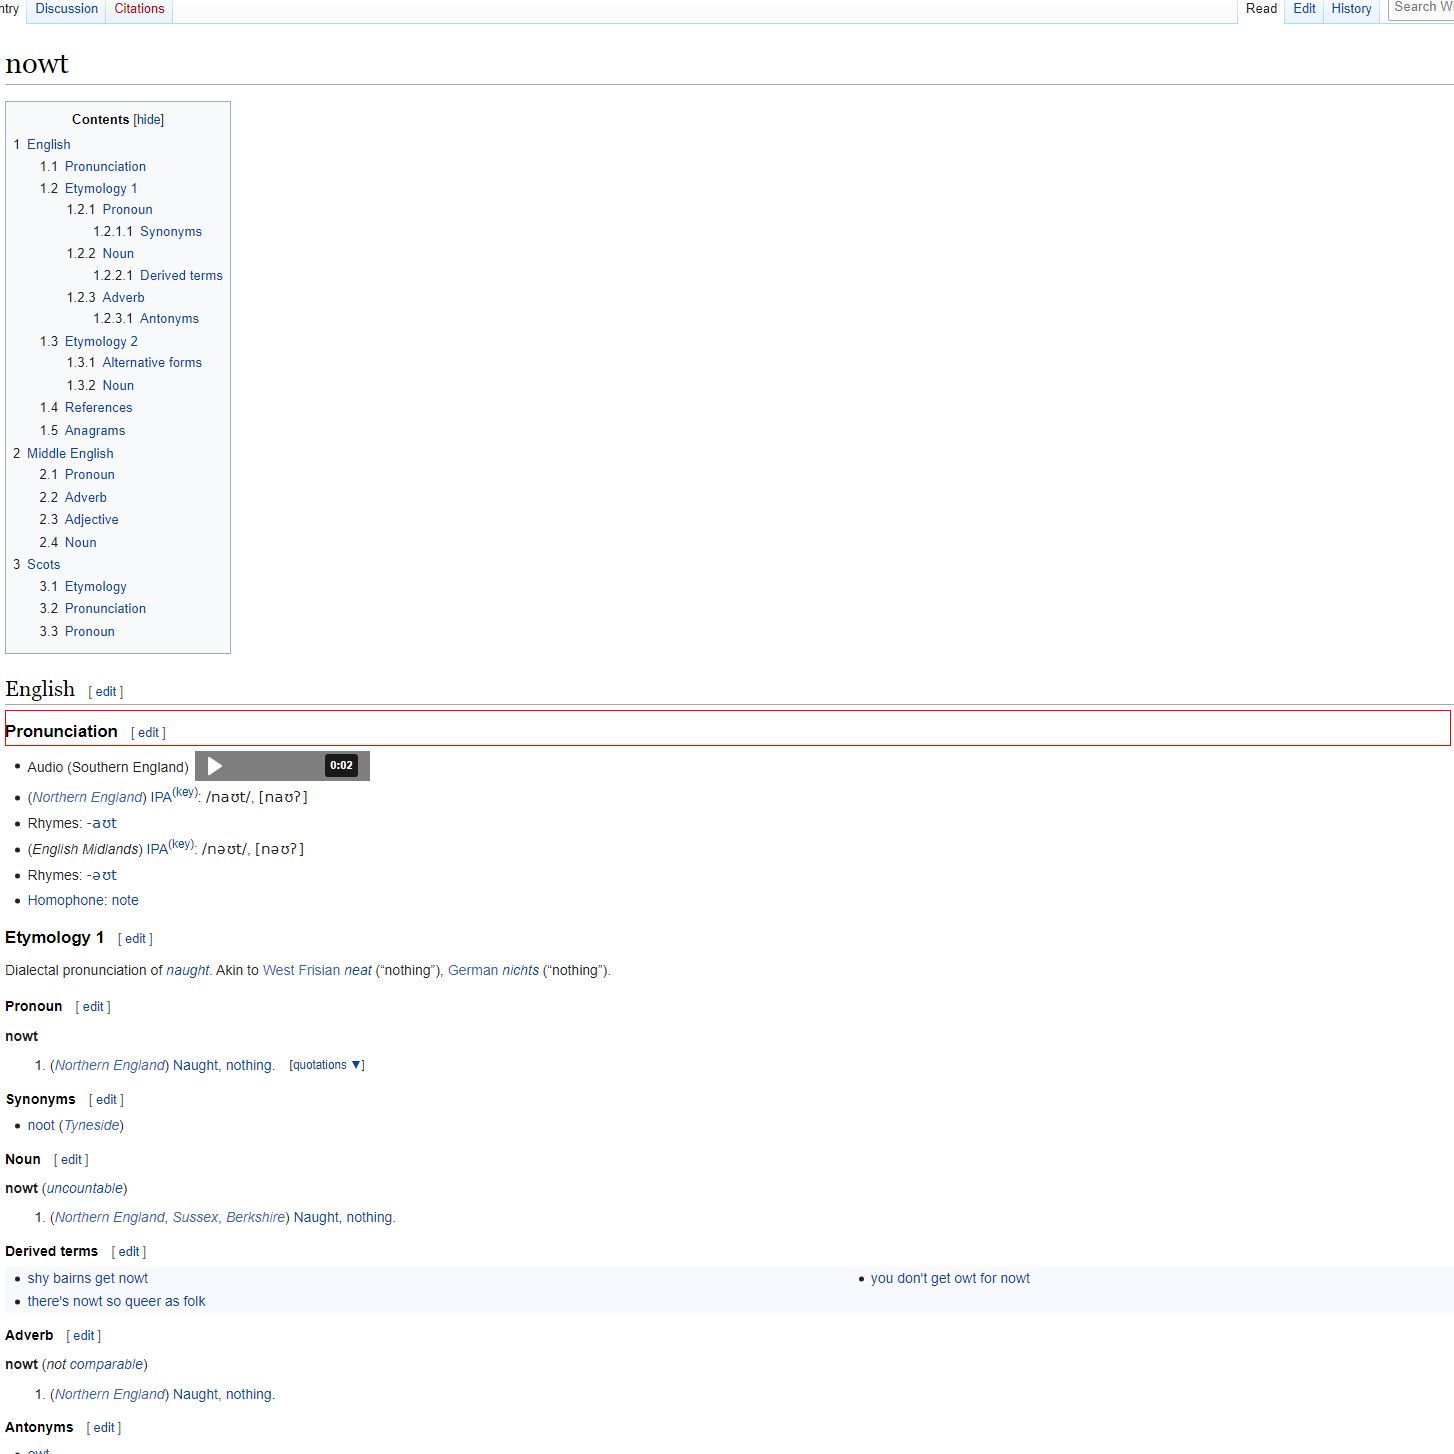 ntry Discussion Citations Read Edit History Search W
nowt
Contents [hide]
1 English
1.1 Pronunciation
1.2 Etymology 1
1.2.1 Pronoun
1.2.1.1 Synonyms
1.2.2 Noun
1.2.2.1 Derived terms
1.2.3 Adverb
1.2.3.1 Antonyms
1.3 Etymology 2
1.3.1 Alternative forms
1.3.2 Noun
1.4 References
1.5 Anagrams
2 Middle English
2.1 Pronoun
2.2 Adverb
2.3 Adjective
2.4 Noun
3 Scots
3.1 Etymology
3.2 Pronunciation
3.3 Pronoun
English [ edit ]
Pronunciation [ edit ]
• Audio (Southern England) 0:02
• (Northern England) IPA(key): /naʊt/, [naʊʔ]
• Rhymes: -aʊt
• (English Midlands) IPA(key): /nəʊt/, [nəʊʔ]
• Rhymes: -əʊt
• Homophone: note
Etymology 1 [ edit ]
Dialectal pronunciation of naught. Akin to West Frisian neat (“nothing”), German nichts (“nothing”).
Pronoun [ edit ]
nowt
1. (Northern England) Naught, nothing. [quotations ▼]
Synonyms [ edit ]
• noot (Tyneside)
Noun [ edit ]
nowt (uncountable)
1. (Northern England, Sussex, Berkshire) Naught, nothing.
Derived terms [ edit ]
• shy bairns get nowt • you don't get owt for nowt
• there's nowt so queer as folk
Adverb [ edit ]
nowt (not comparable)
1. (Northern England) Naught, nothing.
Antonyms [ edit ]
• owt